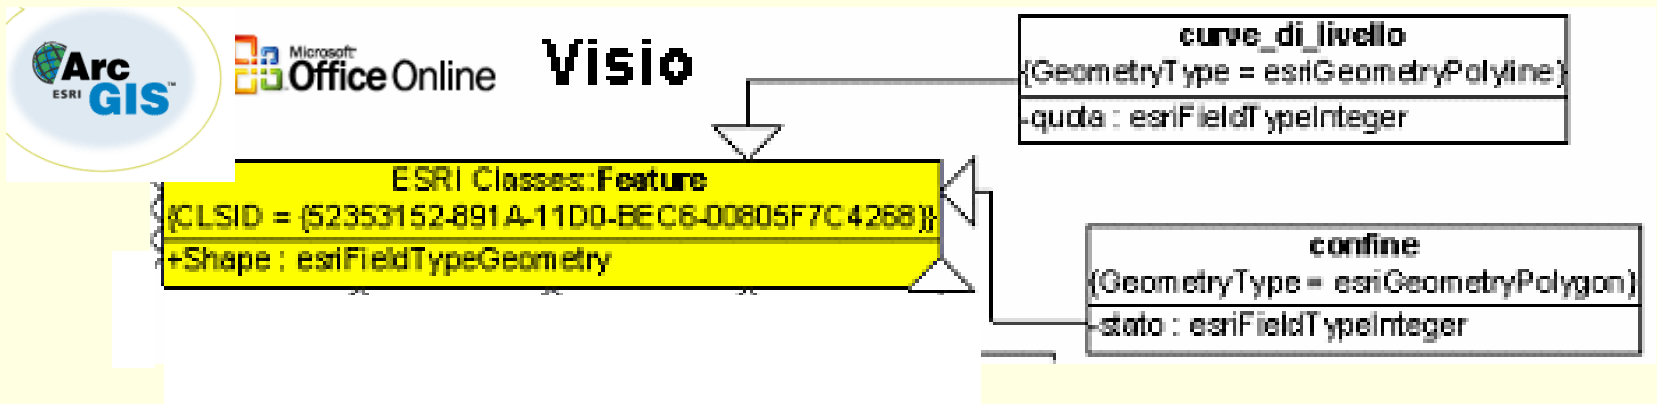 Arc
ESRI GIS™
Microsoft
Office Online
Visio
curve_di_livello
{GeometryType = esriGeometryPolyline}
-quota : esriFieldTypeInteger
ESRI Classes::Feature
{CLSID = {52353152-891A-11D0-BEC6-00805F7C4268}}
+Shape : esriFieldTypeGeometry
confine
{GeometryType = esriGeometryPolygon}
-stato : esriFieldTypeInteger